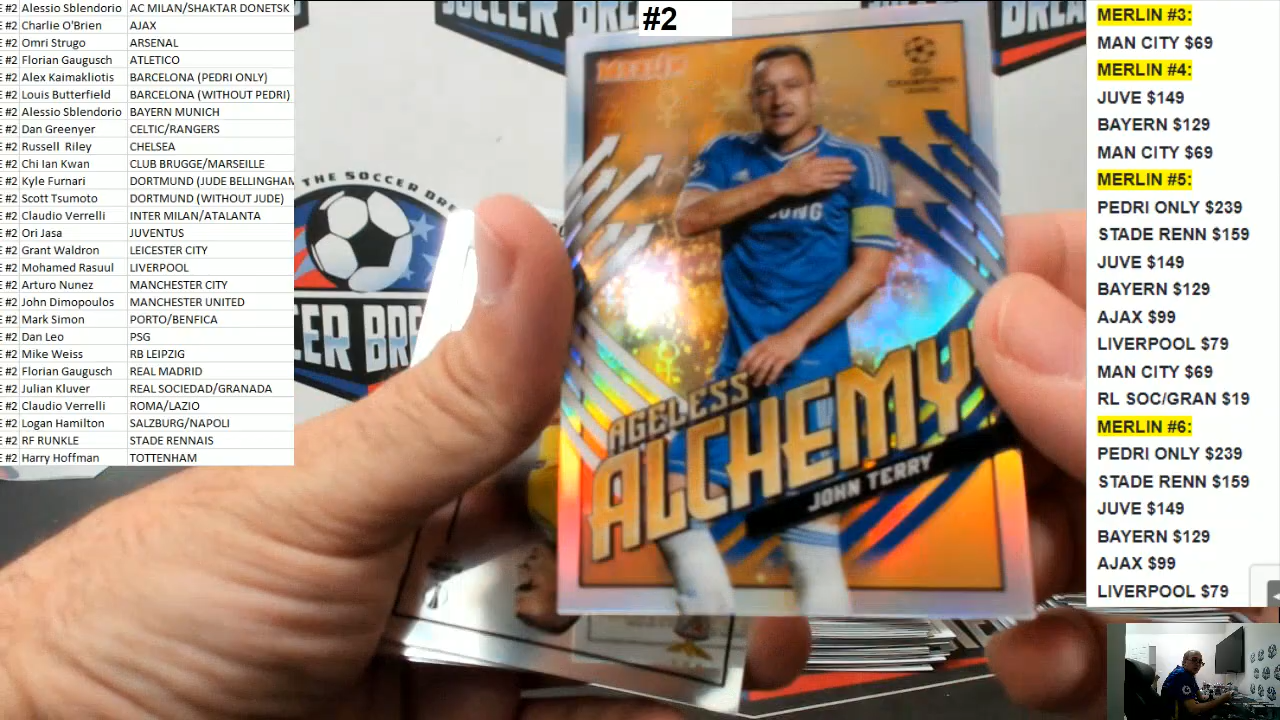 #2 Alessio Sblendorio AC MILAN/SHAKTAR DONETSK
#2 Charlie O'Brien AJAX
#2 Omri Strugo ARSENAL
#2 Florian Gaugusch ATLETICO
#2 Alex Kaimakliotis BARCELONA (PEDRI ONLY)
#2 Louis Butterfield BARCELONA (WITHOUT PEDRI)
#2 Alessio Sblendorio BAYERN MUNICH
#2 Dan Greenyer CELTIC/RANGERS
#2 Russell Riley CHELSEA
#2 Chi Ian Kwan CLUB BRUGGE/MARSEILLE
#2 Kyle Furnari DORTMUND (JUDE BELLINGHAM
#2 Scott Tsumoto DORTMUND (WITHOUT JUDE)
#2 Claudio Verrelli INTER MILAN/ATALANTA
#2 Ori Jasa JUVENTUS
#2 Grant Waldron LEICESTER CITY
#2 Mohamed Rasuul LIVERPOOL
#2 Arturo Nunez MANCHESTER CITY
#2 John Dimopoulos MANCHESTER UNITED
#2 Mark Simon PORTO/BENFICA
#2 Dan Leo PSG
#2 Mike Weiss RB LEIPZIG
#2 Florian Gaugusch REAL MADRID
#2 Julian Kluver REAL SOCIEDAD/GRANADA
#2 Claudio Verrelli ROMA/LAZIO
#2 Logan Hamilton SALZBURG/NAPOLI
#2 RF RUNKLE STADE RENNAIS
#2 Harry Hoffman TOTTENHAM
#2
SOCCER BREA
THE SOCCER BRE
CER BRE
MERLIN
CHAMPIONS
LEAGUE
AGELESS
ALCHEMY
JOHN TERRY
MERLIN #3:
MAN CITY $69
MERLIN #4:
JUVE $149
BAYERN $129
MAN CITY $69
MERLIN #5:
PEDRI ONLY $239
STADE RENN $159
JUVE $149
BAYERN $129
AJAX $99
LIVERPOOL $79
MAN CITY $69
RL SOC/GRAN $19
MERLIN #6:
PEDRI ONLY $239
STADE RENN $159
JUVE $149
BAYERN $129
AJAX $99
LIVERPOOL $79